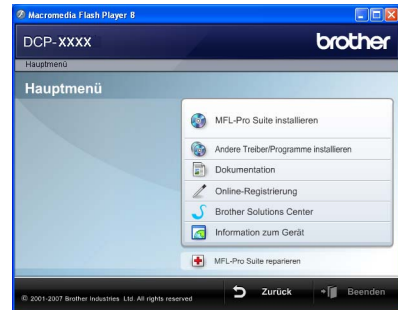 Macromedia Flash Player 8
DCP-XXXX
brother
Hauptmenü
Hauptmenü
MFL-Pro Suite installieren
Andere Treiber/Programme installieren
Dokumentation
Online-Registrierung
Brother Solutions Center
Information zum Gerät
MFL-Pro Suite reparieren
© 2001-2007 Brother Industries Ltd. All rights reserved
Zurück
Beenden